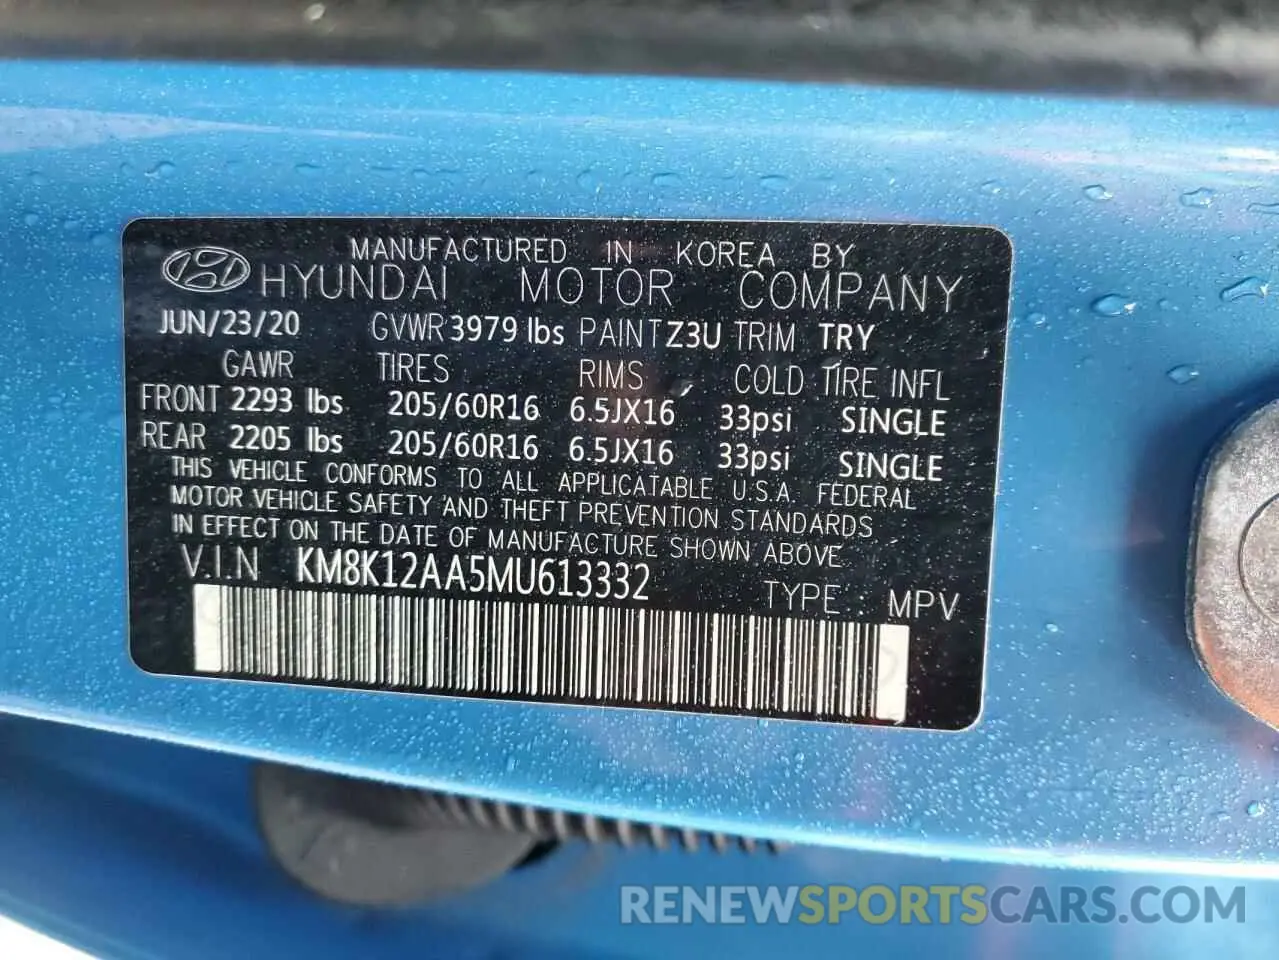 MANUFACTURED IN KOREA BY
HYUNDAI MOTOR COMPANY
JUN/23/20 GVWR 3979 lbs PAINT Z3U TRIM TRY
GAWR TIRES RIMS COLD TIRE INFL
FRONT 2293 lbs 205/60R16 6.5JX16 33psi SINGLE
REAR 2205 lbs 205/60R16 6.5JX16 33psi SINGLE
THIS VEHICLE CONFORMS TO ALL APPLICATABLE U.S.A. FEDERAL
MOTOR VEHICLE SAFETY AND THEFT PREVENTION STANDARDS
IN EFFECT ON THE DATE OF MANUFACTURE SHOWN ABOVE
V.I.N KM8K12AA5MU613332 TYPE : MPV
RENEWSPORTSCARS.COM